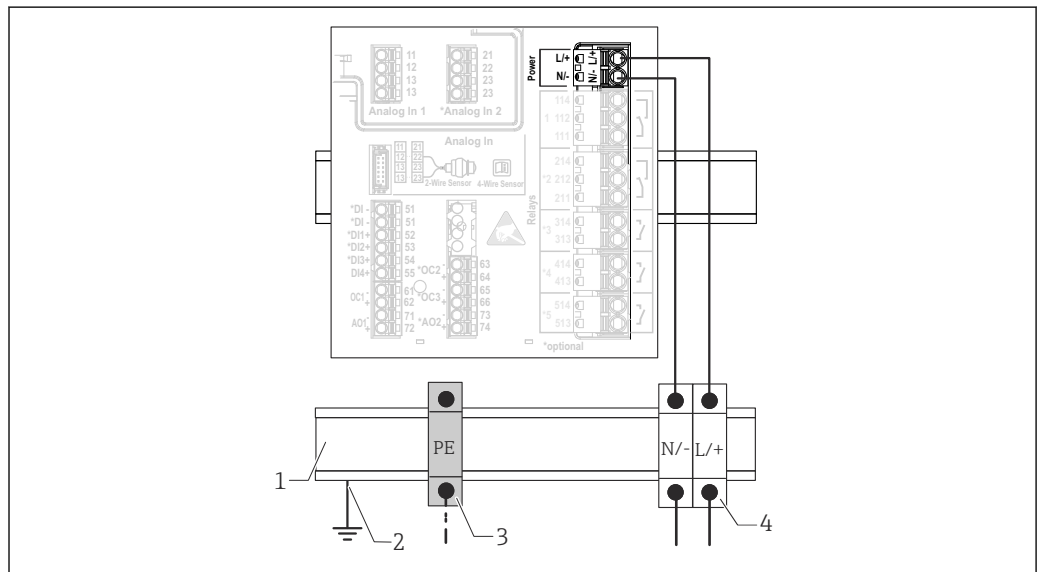 Power
L/+
N/-
L/+
N/-
11
12
13
13
Analog In 1
21
22
23
23
*Analog In 2
Analog In
11 21
12 22
13 23
13 23
2-Wire Sensor
4-Wire Sensor
Relays
114
1 112
111
214
*2 212
211
*3 314
313
*4 414
413
*5 514
513
*DI - 51
*DI - 51
*DI1+ 52
*DI2+ 53
*DI3+ 54
DI4+ 55
OC1 - 61
+ 62
AO1 - 71
+ 72
*OC2 - 63
+ 64
*OC3 - 65
+ 66
*AO2 - 73
+ 74
*optional
PE
N/-
L/+
1
2
3
4